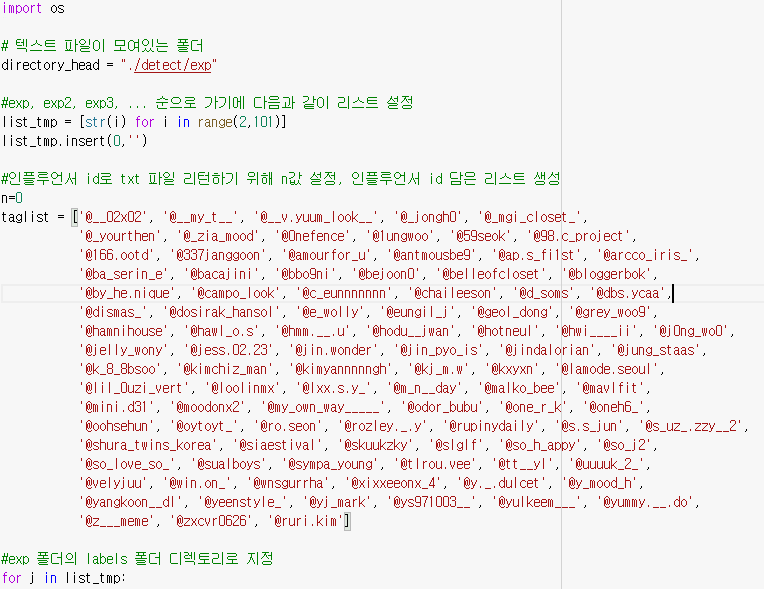 import os
# 텍스트 파일이 모여있는 폴더
directory_head = "./detect/exp"
#exp, exp2, exp3, ... 순으로 가기에 다음과 같이 리스트 설정
list_tmp = [str(i) for i in range(2,101)]
list_tmp.insert(0,'')
#인플루언서 id로 txt 파일 리턴하기 위해 n값 설정, 인플루언서 id 담은 리스트 생성
n=0
taglist = ['@__02x02', '@__my_t__', '@__v.yuum_look__', '@_jongh0', '@_mgi_closet_',
'@_yourthen', '@_zia_mood', '@0nefence', '@1ungwoo', '@59seok', '@98.c_project',
'@166.ootd', '@337janggoon', '@amourfor_u', '@antmousbe9', '@ap.s_fi1st', '@arcco_iris_',
'@ba_serin_e', '@bacajini', '@bbo9ni', '@bejoon0', '@belleofcloset', '@bloggerbok',
'@by_he.nique', '@campo_look', '@c_eunnnnnnn', '@chaileeson', '@d_soms', '@dbs.ycaa',
'@dismas_', '@dosirak_hansol', '@e_wolly', '@eungil_j', '@geol_dong', '@grey_woo9',
'@hamnihouse', '@hawl_o.s', '@hmm.__.u', '@hodu__jwan', '@hotneul', '@hwi____ii', '@j0ng_wo0',
'@jelly_wony', '@jess.02.23', '@jin.wonder', '@jin_pyo_is', '@jindalorian', '@jung_staas',
'@k_8_8bsoo', '@kimchiz_man', '@kimyannnnngh', '@kj_m.w', '@kxyxn', '@lamode.seoul',
'@lil_0uzi_vert', '@loolinmx', '@lxx.s.y_', '@m_n__day', '@malko_bee', '@mavlfit',
'@mini.d31', '@moodonx2', '@my_own_way_____', '@odor_bubu', '@one_r_k', '@oneh6_',
'@oohsehun', '@oytoyt_', '@ro.seon', '@rozley._.y', '@rupinydaily', '@s.s_jun', '@s_uz_.zzy__2',
'@shura_twins_korea', '@siaestival', '@skuukzky', '@slglf', '@so_h_appy', '@so_j2',
'@so_love_so_', '@sualboys', '@sympa_young', '@tlrou.vee', '@tt__yl', '@uuuuk_2_',
'@velyjuu', '@win.on_', '@wnsgurrha', '@xixxeeonx_4', '@y._.dulcet', '@y_mood_h',
'@yangkoon__dl', '@yeenstyle_', '@yj_mark', '@ys971003__', '@yulkeem___', '@yummy.__.do',
'@z___meme', '@zxcvr0626', '@ruri.kim']
#exp 폴더의 labels 폴더 디렉토리로 지정
for j in list_tmp: